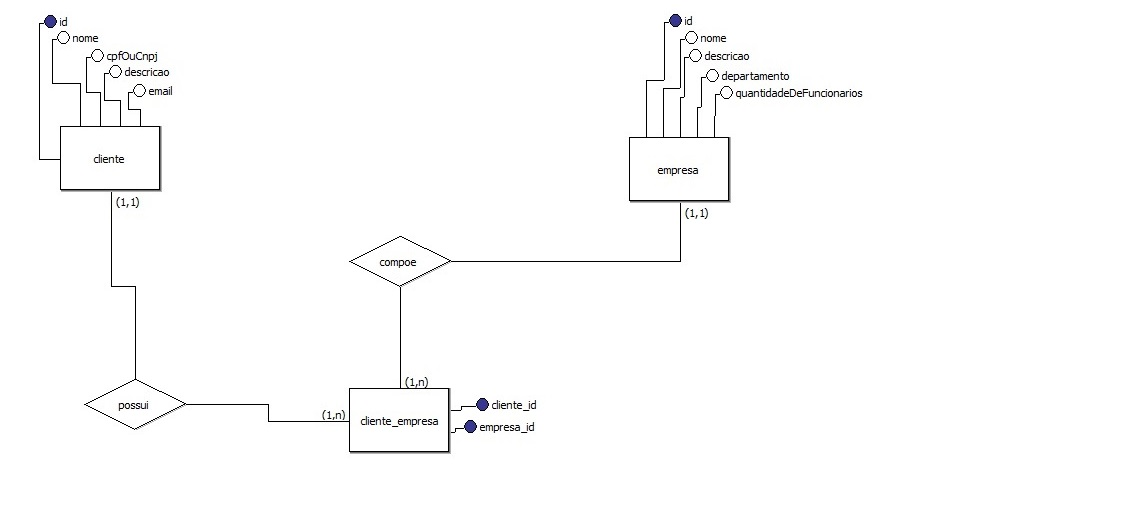 id
nome
cpfOuCnpj
descricao
email
cliente
(1,1)
id
nome
descricao
departamento
quantidadeDeFuncionarios
empresa
(1,1)
compoe
possui
(1,n)
(1,n)
cliente_empresa
cliente_id
empresa_id